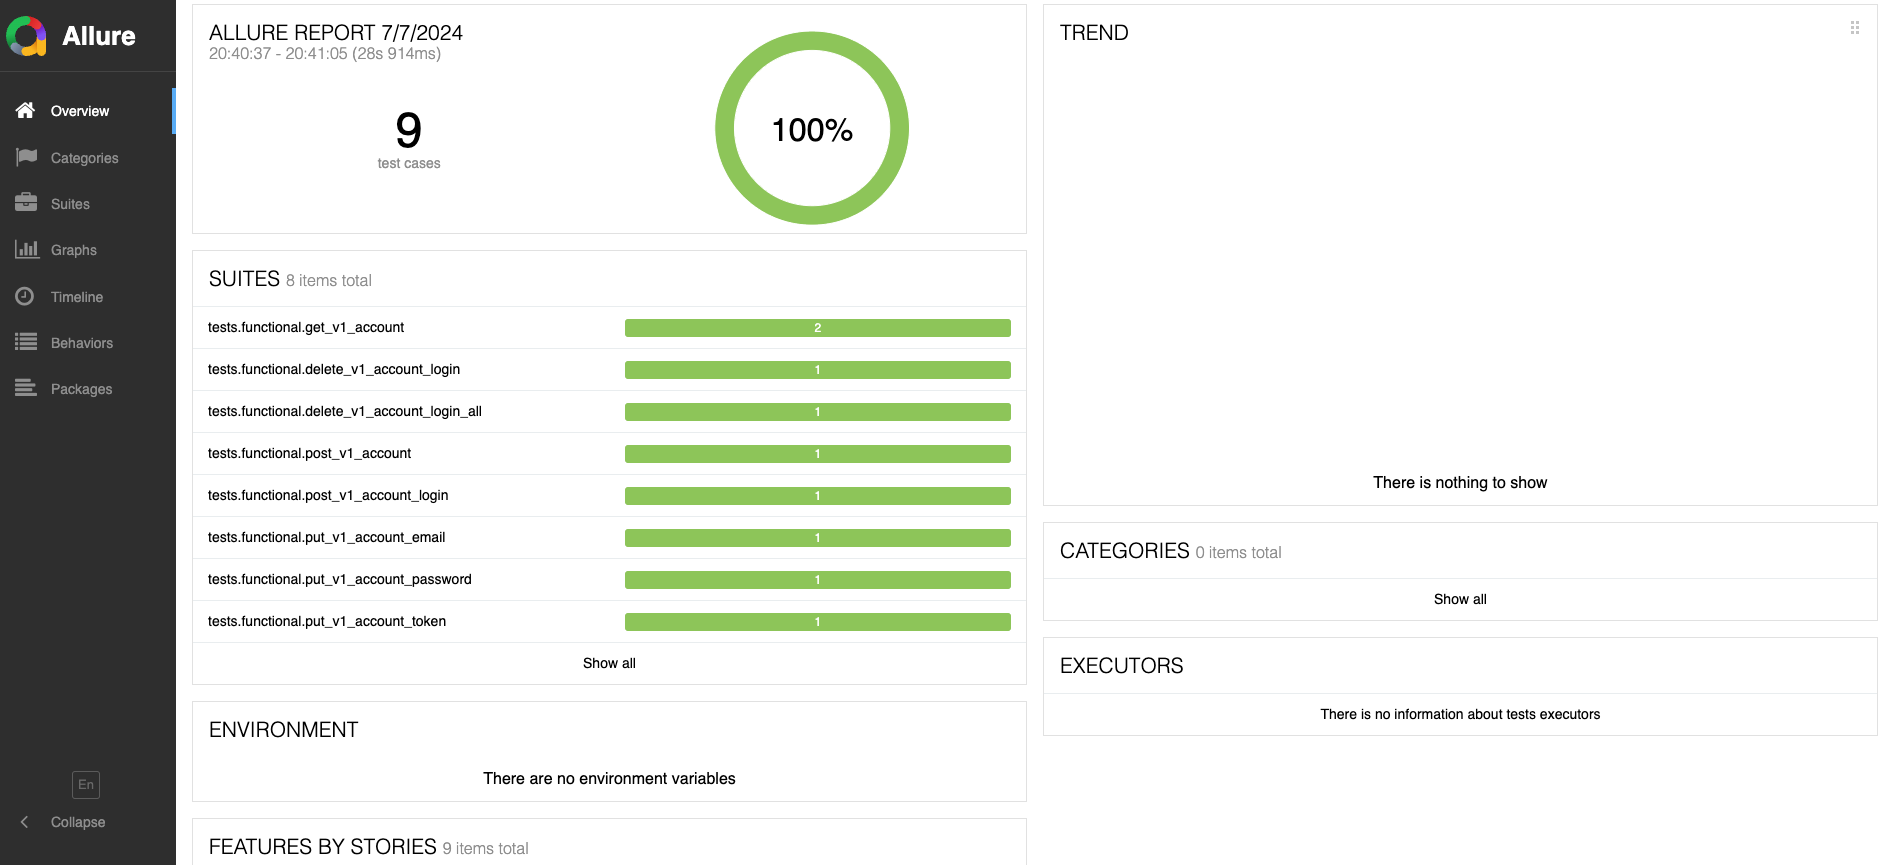 Allure
Overview
Categories
Suites
Graphs
Timeline
Behaviors
Packages
En
Collapse
ALLURE REPORT 7/7/2024
20:40:37 - 20:41:05 (28s 914ms)
9
test cases
100%
SUITES 8 items total
tests.functional.get_v1_account 2
tests.functional.delete_v1_account_login 1
tests.functional.delete_v1_account_login_all 1
tests.functional.post_v1_account 1
tests.functional.post_v1_account_login 1
tests.functional.put_v1_account_email 1
tests.functional.put_v1_account_password 1
tests.functional.put_v1_account_token 1
Show all
ENVIRONMENT
There are no environment variables
FEATURES BY STORIES 9 items total
TREND
There is nothing to show
CATEGORIES 0 items total
Show all
EXECUTORS
There is no information about tests executors